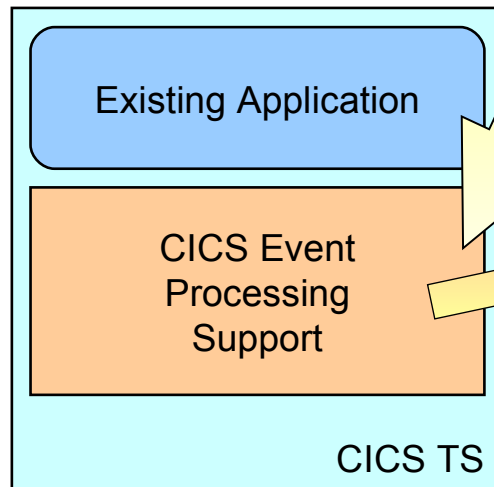 Existing Application
CICS Event
Processing
Support
CICS TS